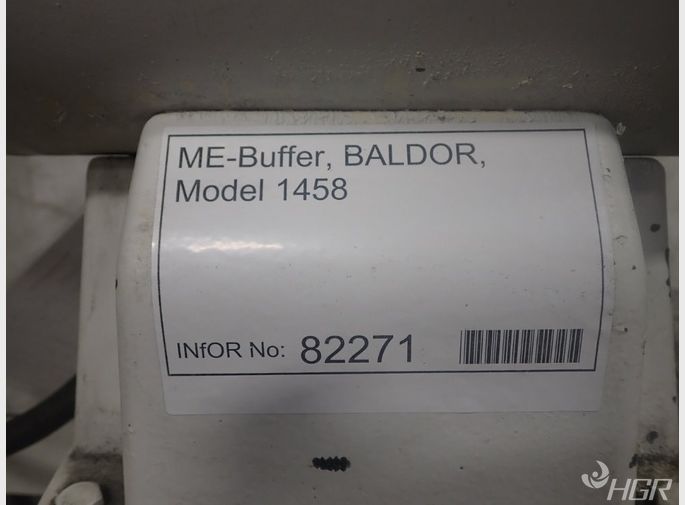 ME-Buffer, BALDOR,
Model 1458
INfOR No: 82271
HGR